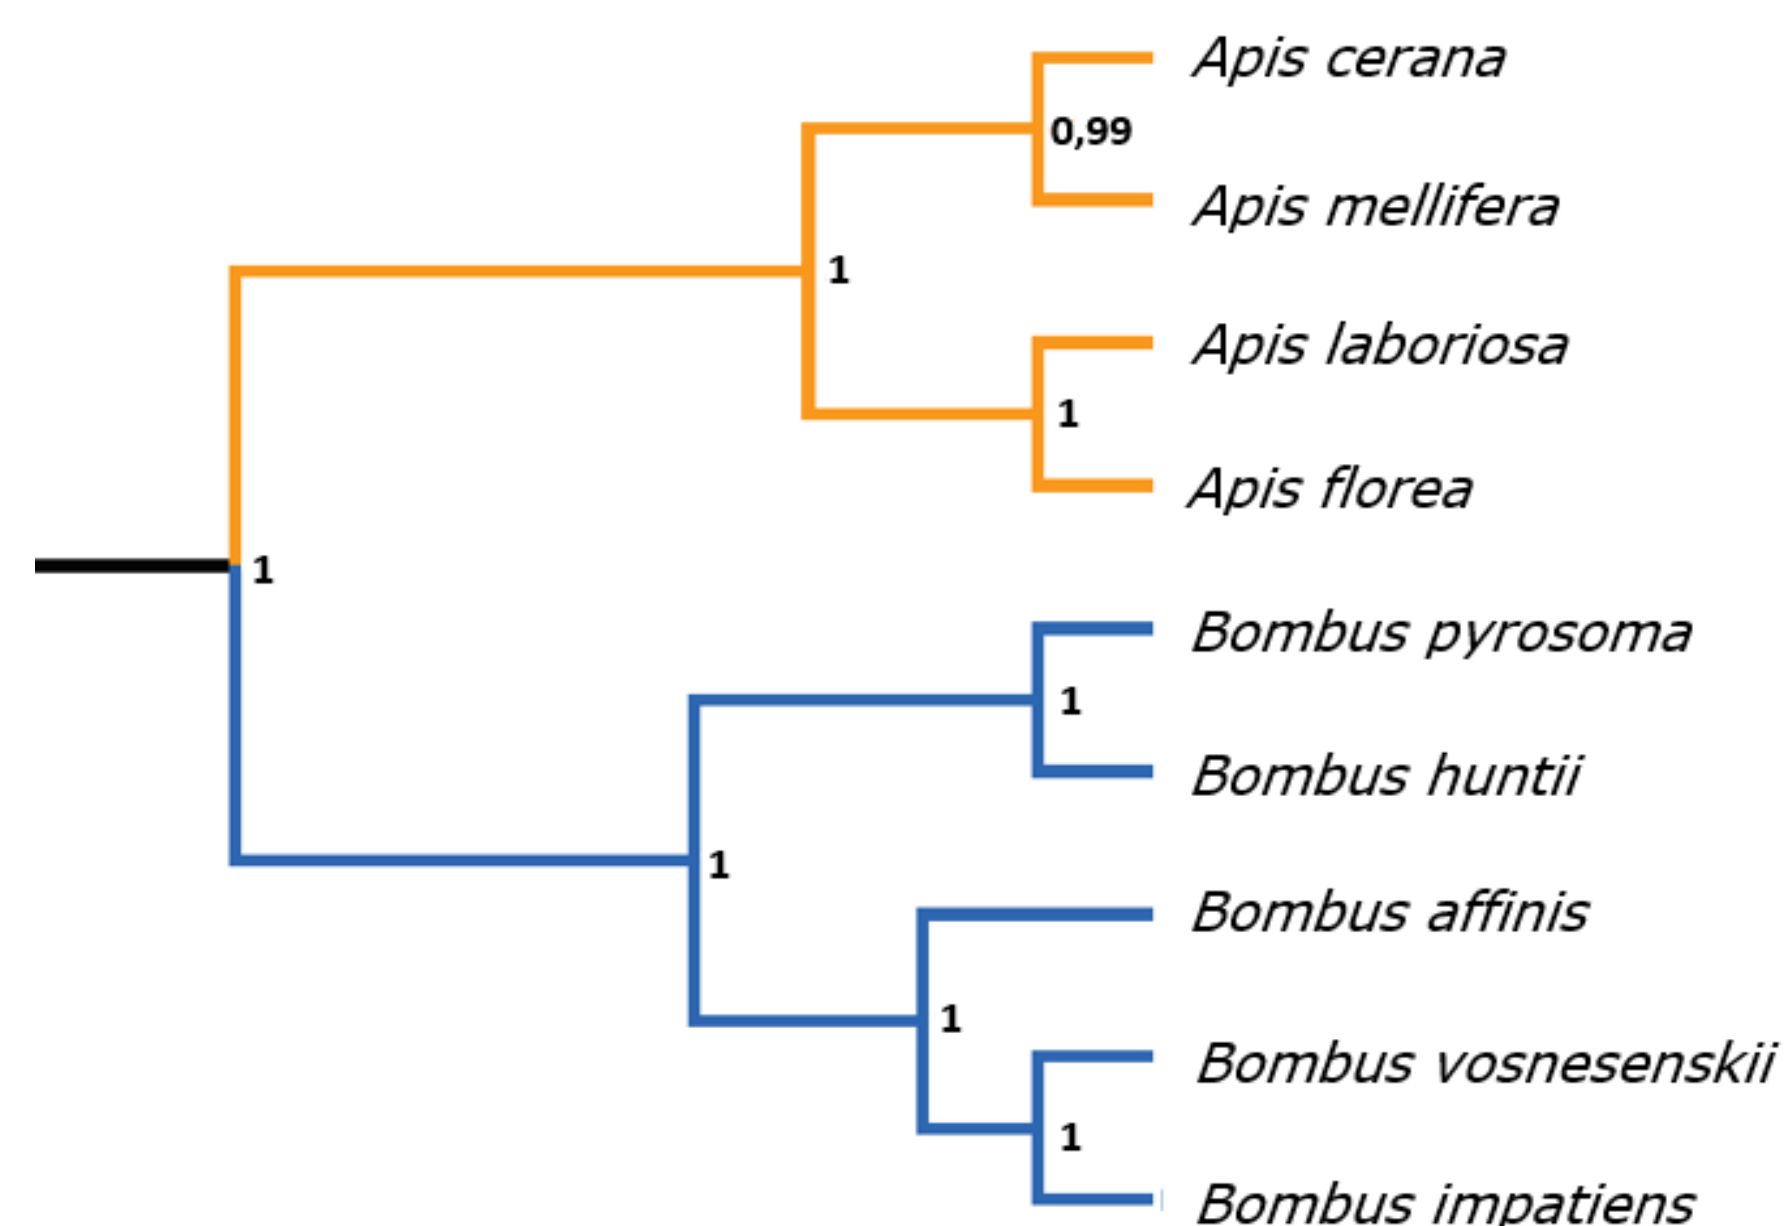 Apis cerana
0,99
Apis mellifera
1
Apis laboriosa
1
Apis florea
1
Bombus pyrosoma
1
Bombus huntii
1
Bombus affinis
1
Bombus vosnesenskii
1
Bombus impatiens